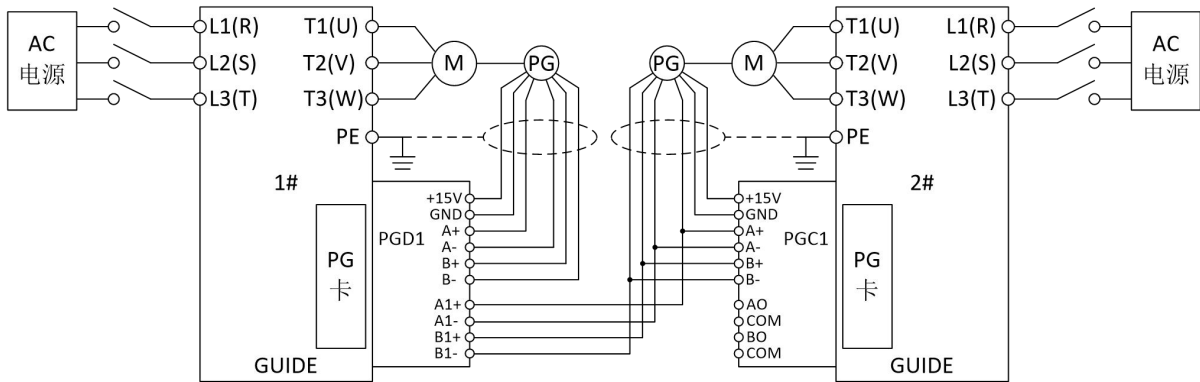 AC
电源
L1(R)
L2(S)
L3(T)
T1(U)
T2(V)
T3(W)
PE
M
PG
1#
PG
卡
GUIDE
PGD1
+15V
GND
A+
A-
B+
B-
A1+
A1-
B1+
B1-
PG
M
T1(U)
T2(V)
T3(W)
PE
L1(R)
L2(S)
L3(T)
AC
电源
2#
PGC1
+15V
GND
A+
A-
B+
B-
AO
COM
BO
COM
PG
卡
GUIDE